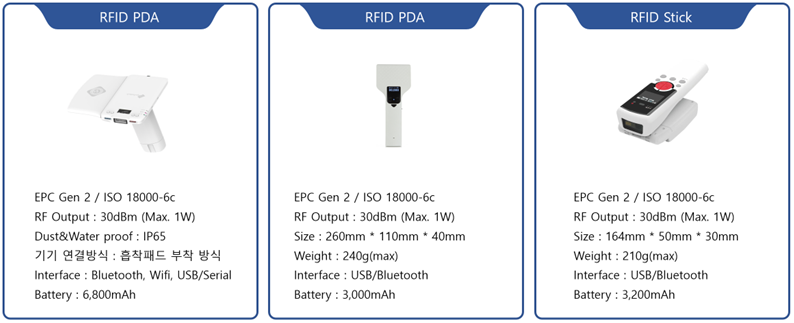 RFID PDA
EPC Gen 2 / ISO 18000-6c
RF Output : 30dBm (Max. 1W)
Dust&Water proof : IP65
기기 연결방식 : 흡착패드 부착 방식
Interface : Bluetooth, Wifi, USB/Serial
Battery : 6,800mAh
RFID PDA
EPC Gen 2 / ISO 18000-6c
RF Output : 30dBm (Max. 1W)
Size : 260mm * 110mm * 40mm
Weight : 240g(max)
Interface : USB/Bluetooth
Battery : 3,000mAh
RFID Stick
EPC Gen 2 / ISO 18000-6c
RF Output : 30dBm (Max. 1W)
Size : 164mm * 50mm * 30mm
Weight : 210g(max)
Interface : USB/Bluetooth
Battery : 3,200mAh